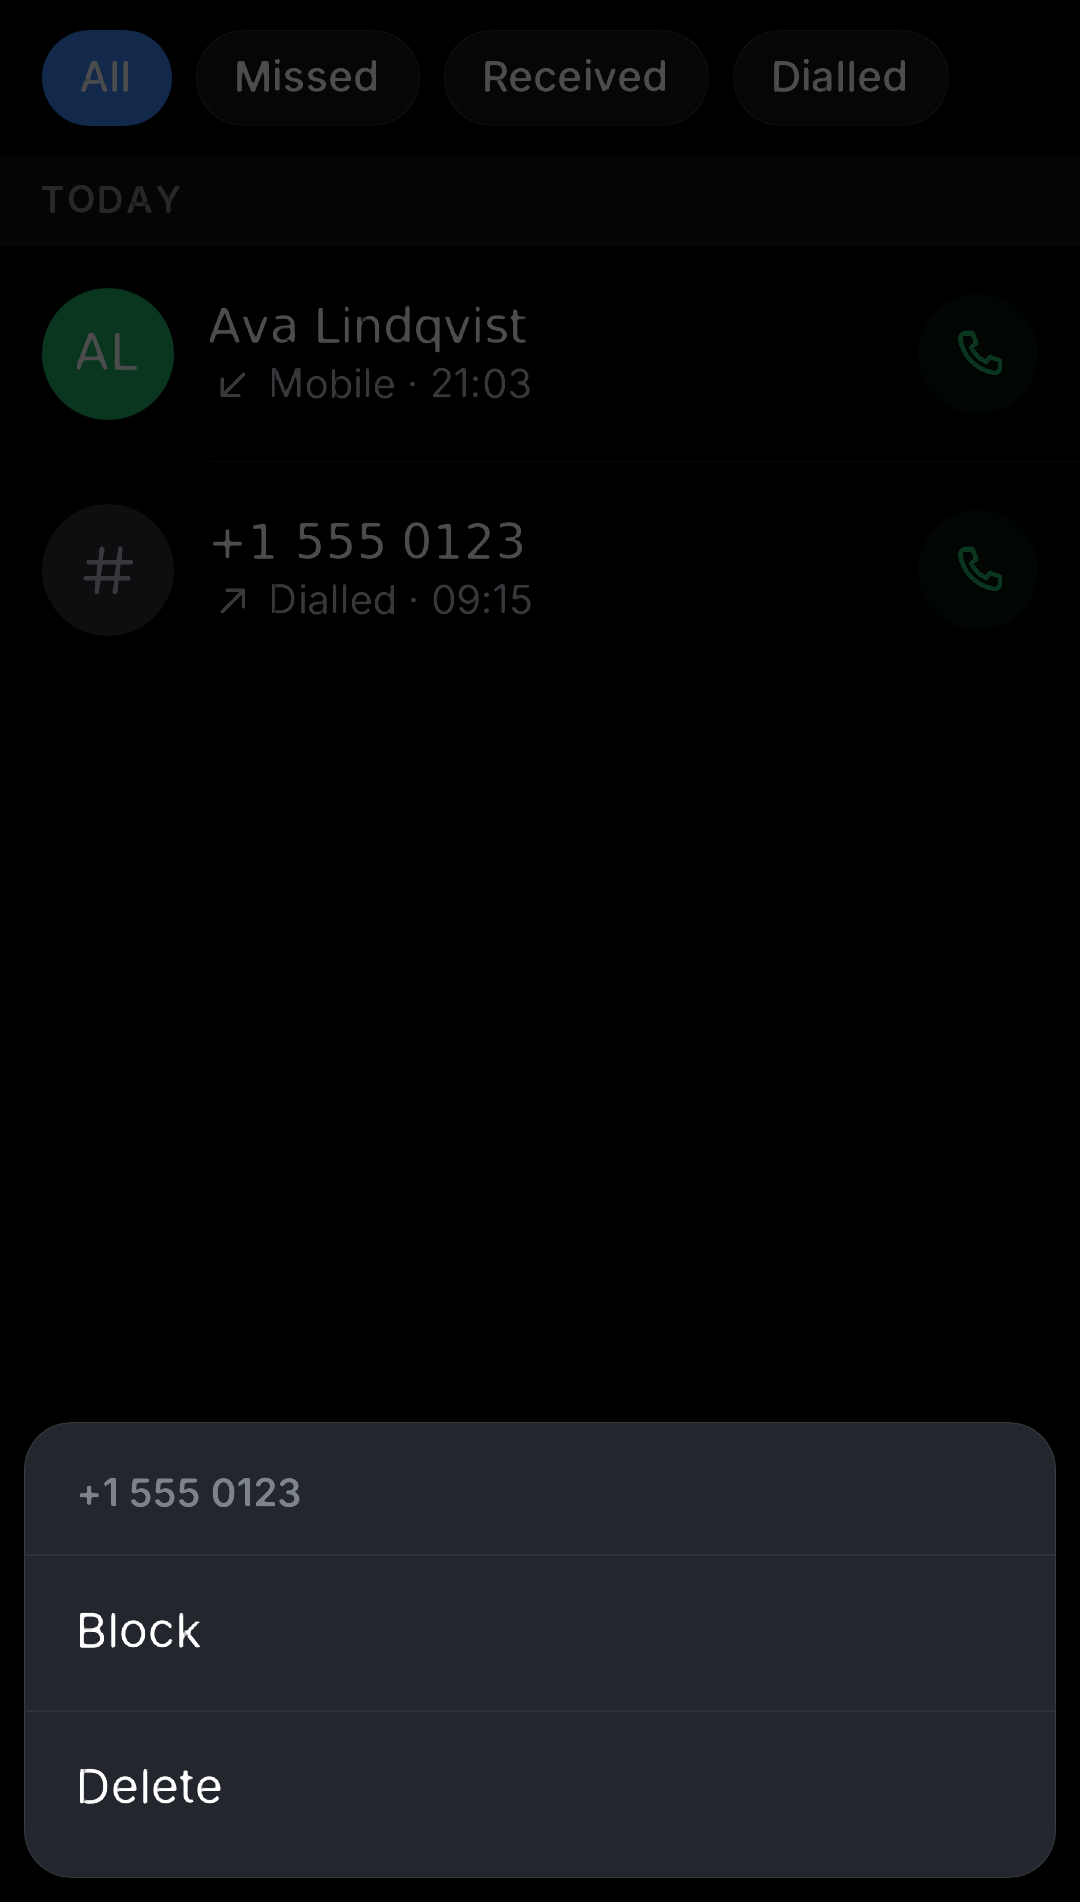 All Missed Received Dialled
TODAY
AL
Ava Lindqvist
Mobile · 21:03
#
+1 555 0123
Dialled · 09:15
+1 555 0123
Block
Delete